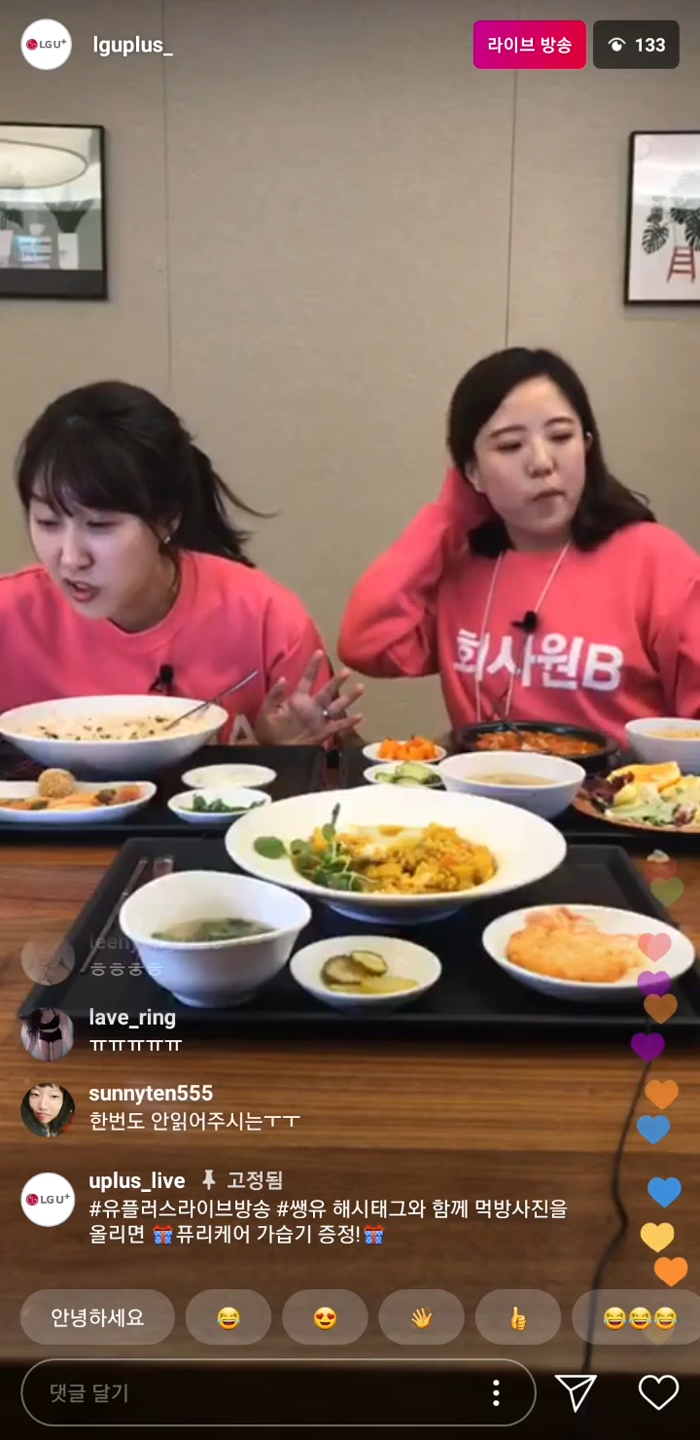 LGU+
lguplus_
라이브 방송
133
회사원B
A
ㅎㅎㅎㅎ
lave_ring
ㅠㅠㅠㅠㅠ
sunnyten555
한번도 안읽어주시는ㅜㅜ
LGU+
uplus_live 고정됨
#유플러스라이브방송 #쌩유 해시태그와 함께 먹방사진을
올리면 🎁퓨리케어 가습기 증정!🎁
안녕하세요 😂 😍 👋 👍 😂😂😂
댓글 달기